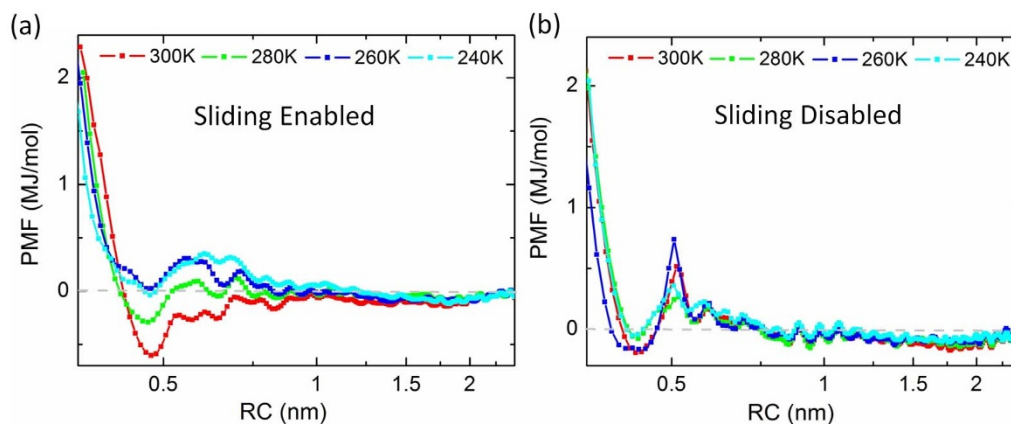 (a)
300K 280K 260K 240K
Sliding Enabled
PMF (MJ/mol)
2
1
0
0.5 1 1.5 2
RC (nm)
(b)
300K 280K 260K 240K
Sliding Disabled
PMF (MJ/mol)
2
1
0
0.5 1 1.5 2
RC (nm)